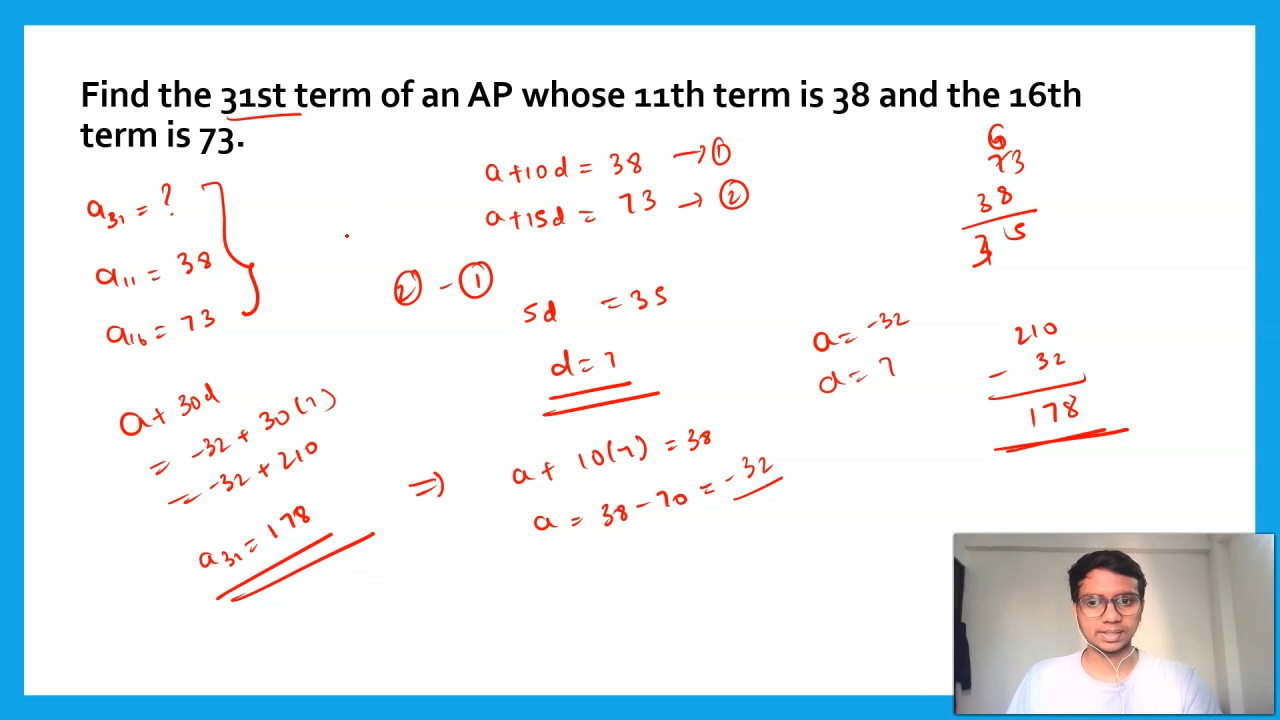 Find the 31st term of an AP whose 11th term is 38 and the 16th
term is 73.
a31 = ?
a11 = 38
a16 = 73
a+10d = 38 → ①
a+15d = 73 → ②
② - ①
5d = 35
d = 7
⇒ a + 10(7) = 38
a = 38 - 70 = -32
a = -32
d = 7
a + 30d
= -32 + 30(7)
= -32 + 210
a31 = 178
6
73
38
35
210
- 32
178